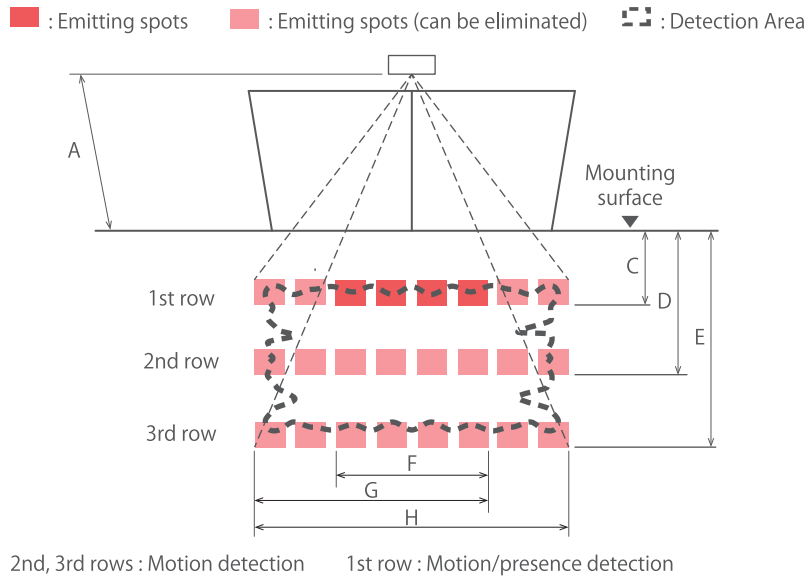 : Emitting spots
: Emitting spots (can be eliminated)
: Detection Area
A
Mounting
surface
C
D
E
1st row
2nd row
3rd row
F
G
H
2nd, 3rd rows : Motion detection
1st row : Motion/presence detection